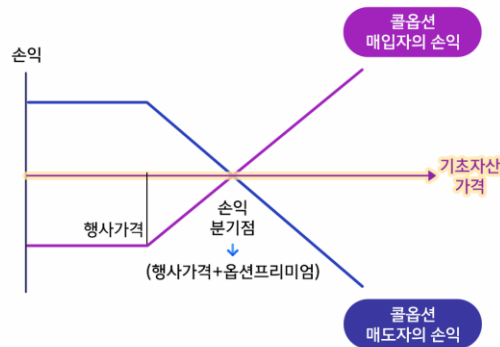 콜옵션
매입자의 손익
손익
기초자산
가격
행사가격
손익
분기점
(행사가격+옵션프리미엄)
콜옵션
매도자의 손익